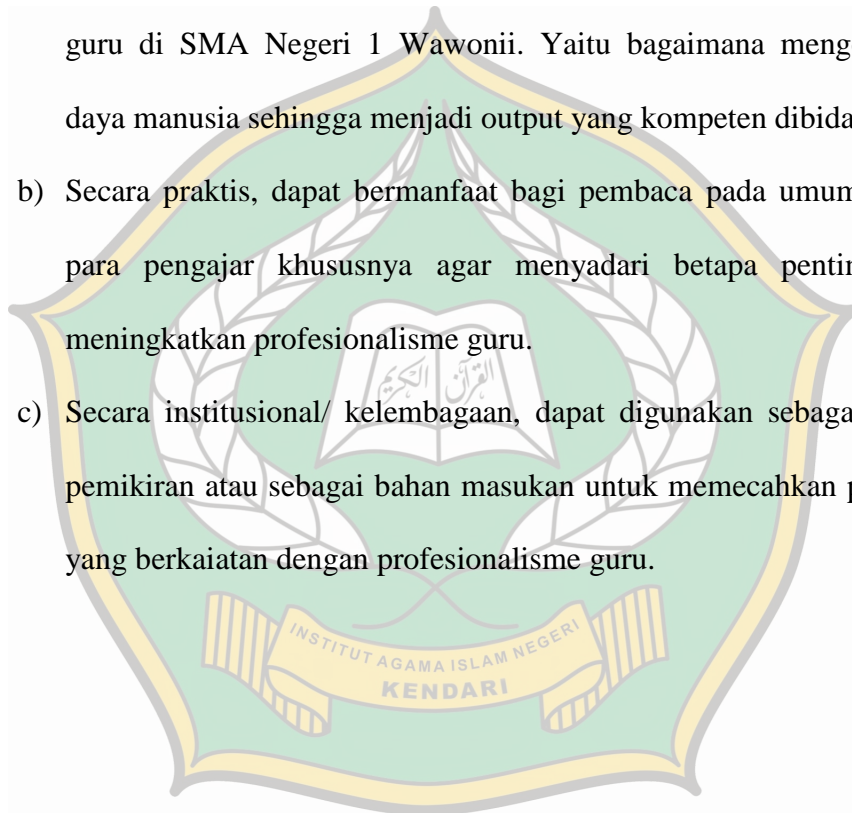 guru di SMA Negeri 1 Wawonii. Yaitu bagaimana meng
daya manusia sehingga menjadi output yang kompeten dibida
b) Secara praktis, dapat bermanfaat bagi pembaca pada umum
para pengajar khususnya agar menyadari betapa pentin
meningkatkan profesionalisme guru.
القرآن الكريم
c) Secara institusional/ kelembagaan, dapat digunakan sebaga
pemikiran atau sebagai bahan masukan untuk memecahkan p
yang berkaiatan dengan profesionalisme guru.
INSTITUT AGAMA ISLAM NEGERI
KENDARI